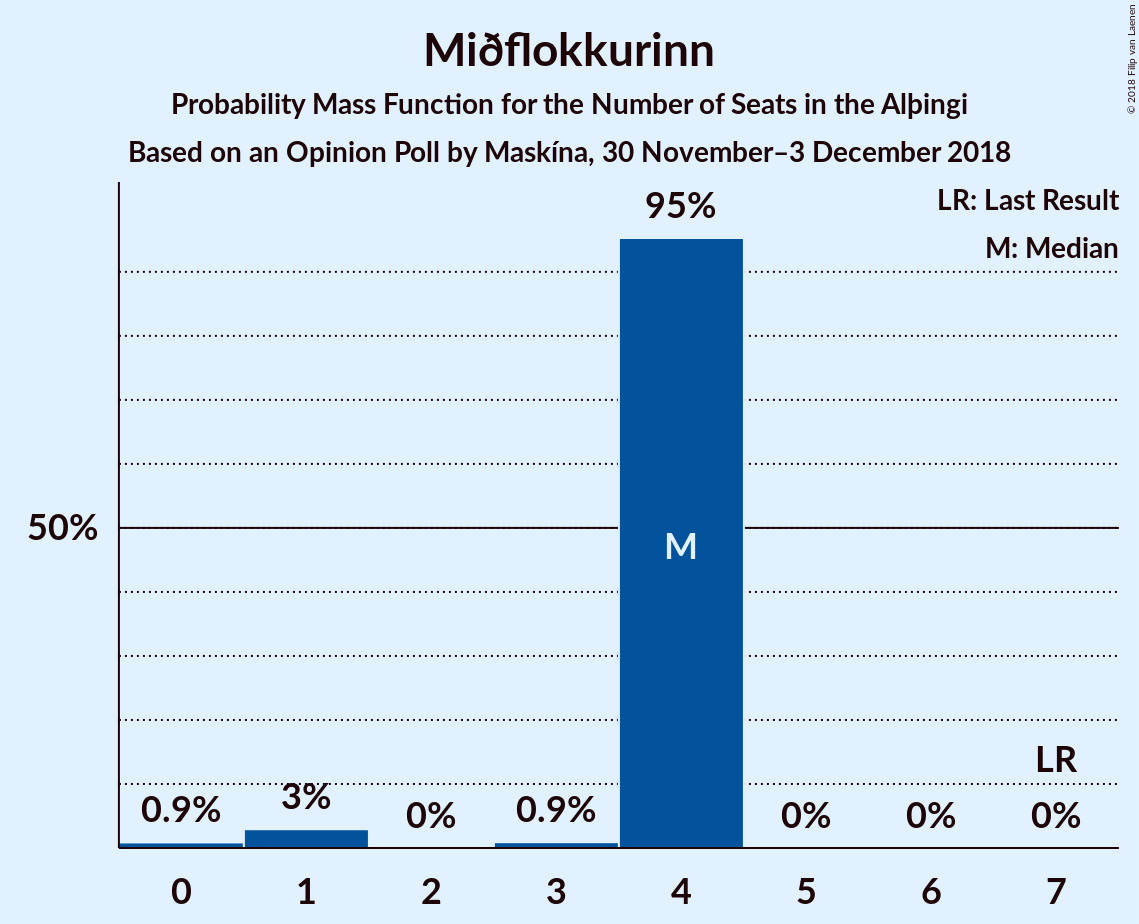 Miðflokkurinn
Probability Mass Function for the Number of Seats in the Alþingi
Based on an Opinion Poll by Maskína, 30 November–3 December 2018
© 2018 Filip van Laenen
LR: Last Result
M: Median
95%
50%
M
LR
0.9%
3%
0%
0.9%
0%
0%
0%
0
1
2
3
4
5
6
7